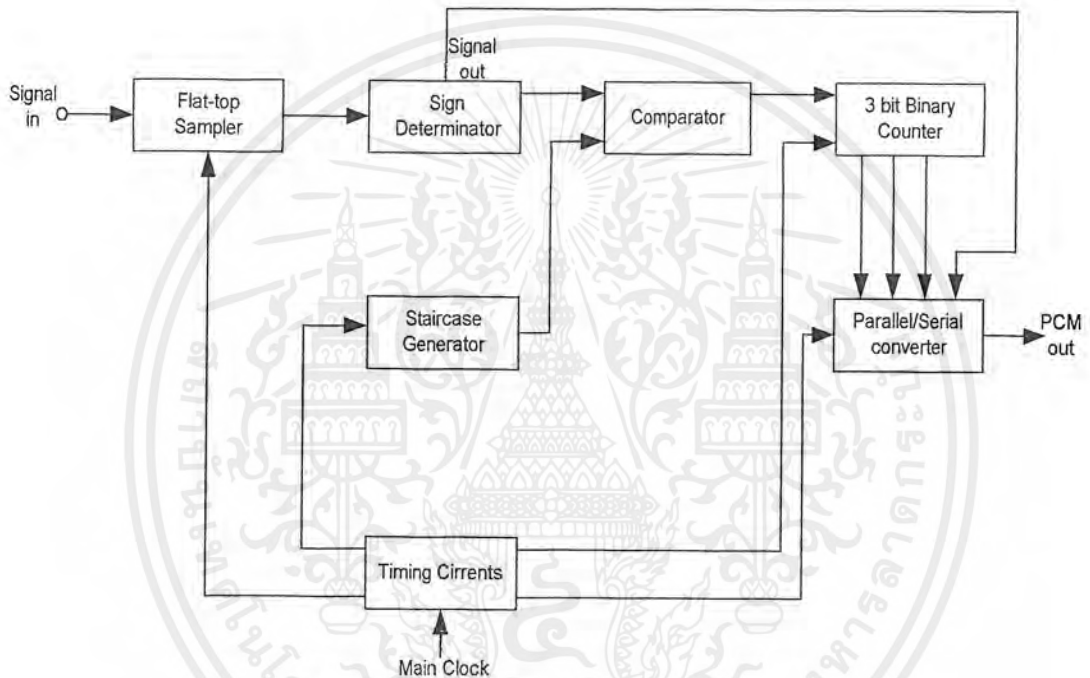 Signal
in
Flat-top
Sampler
Signal
out
Sign
Determinator
Comparator
3 bit Binary
Counter
Staircase
Generator
Parallel/Serial
converter
PCM
out
Timing Cirrents
Main Clock